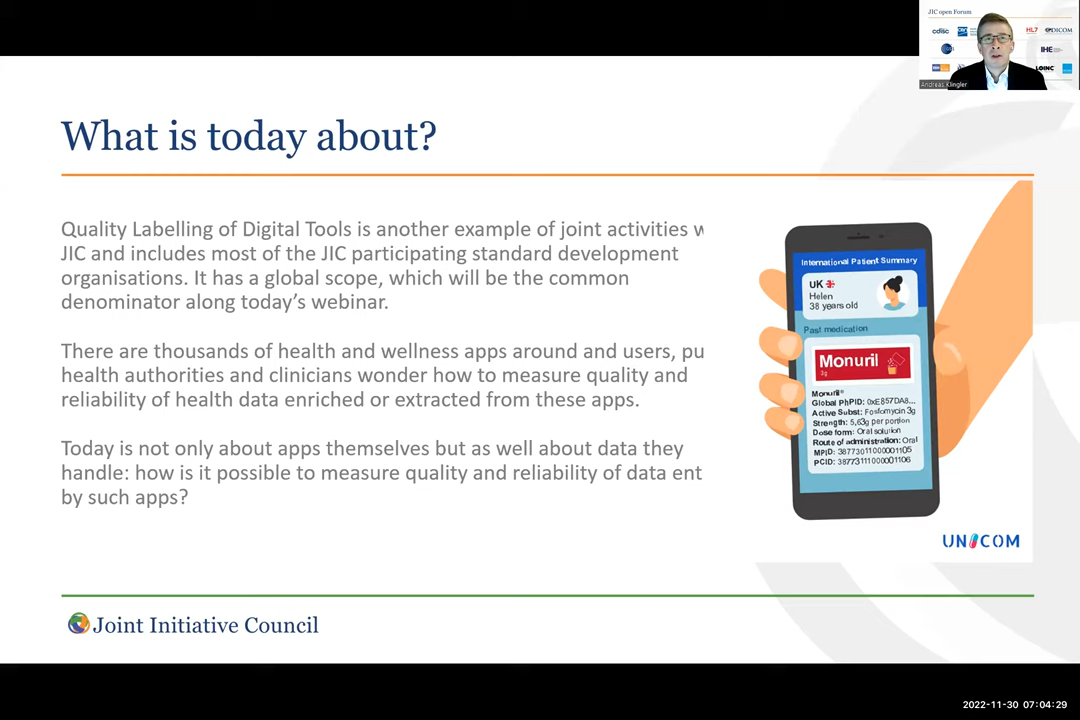 JIC open Forum
cdisc
HL7
DICOM
IHE
LOINC
Andreas Klingler
What is today about?
Quality Labelling of Digital Tools is another example of joint activities w
JIC and includes most of the JIC participating standard development
organisations. It has a global scope, which will be the common
denominator along today's webinar.
There are thousands of health and wellness apps around and users, pu
health authorities and clinicians wonder how to measure quality and
reliability of health data enriched or extracted from these apps.
Today is not only about apps themselves but as well about data they
handle: how is it possible to measure quality and reliability of data ent
by such apps?
International Patient Summary
UK
Helen
38 years old
Past medication
Monuril
3g
Monuril®
Global PhPID: 0xE857DA8...
Active Subst: Fosfomycin 3g
Strength: 5,63g per portion
Dose form: Oral solution
Route of administration: Oral
MPID: 38773011000001105
PCID: 38773111000001106
UNICOM
Joint Initiative Council
2022-11-30 07:04:29